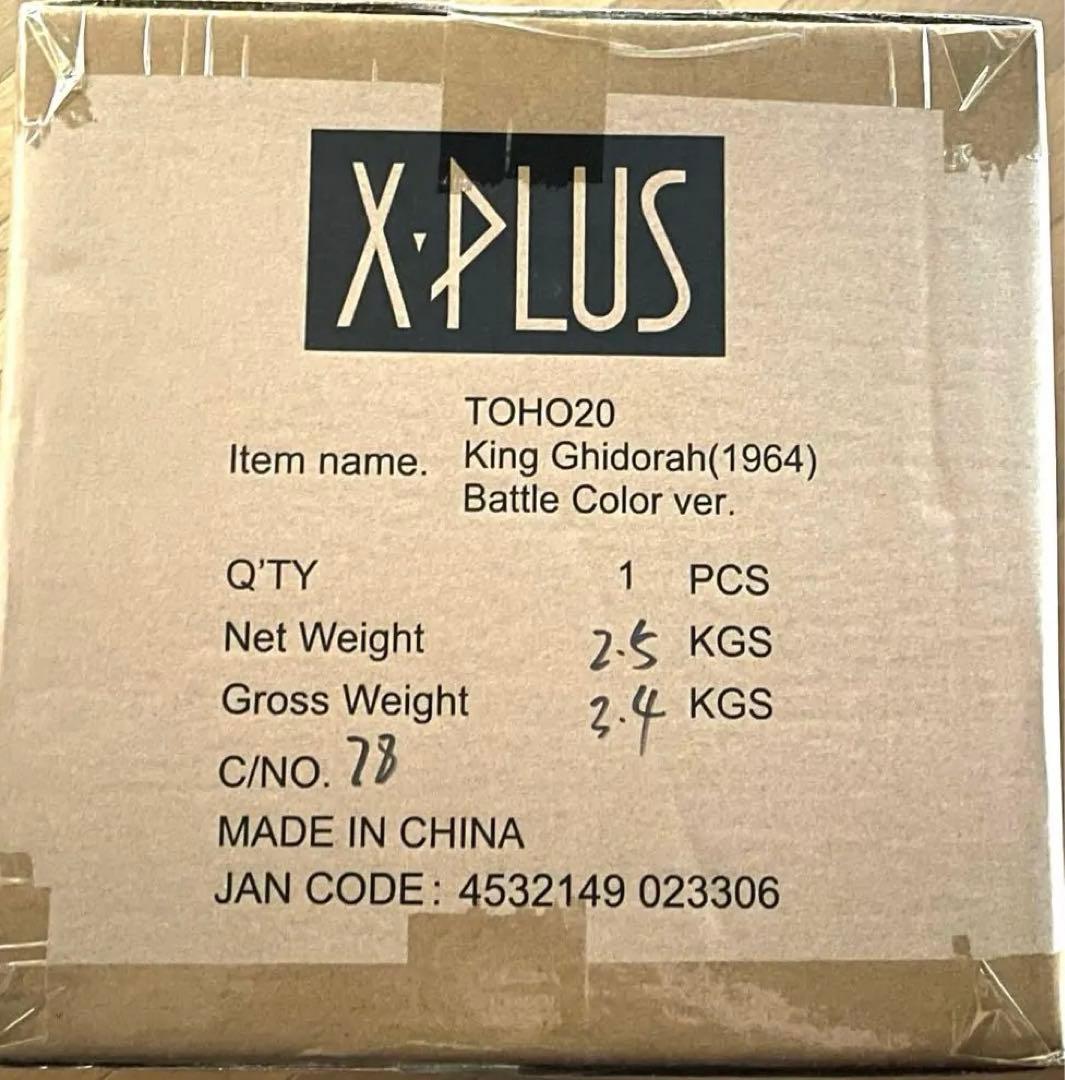 X·PLUS
TOHO20
Item name. King Ghidorah(1964)
Battle Color ver.
Q'TY 1 PCS
Net Weight 2.5 KGS
Gross Weight 3.4 KGS
C/NO. 78
MADE IN CHINA
JAN CODE: 4532149 023306